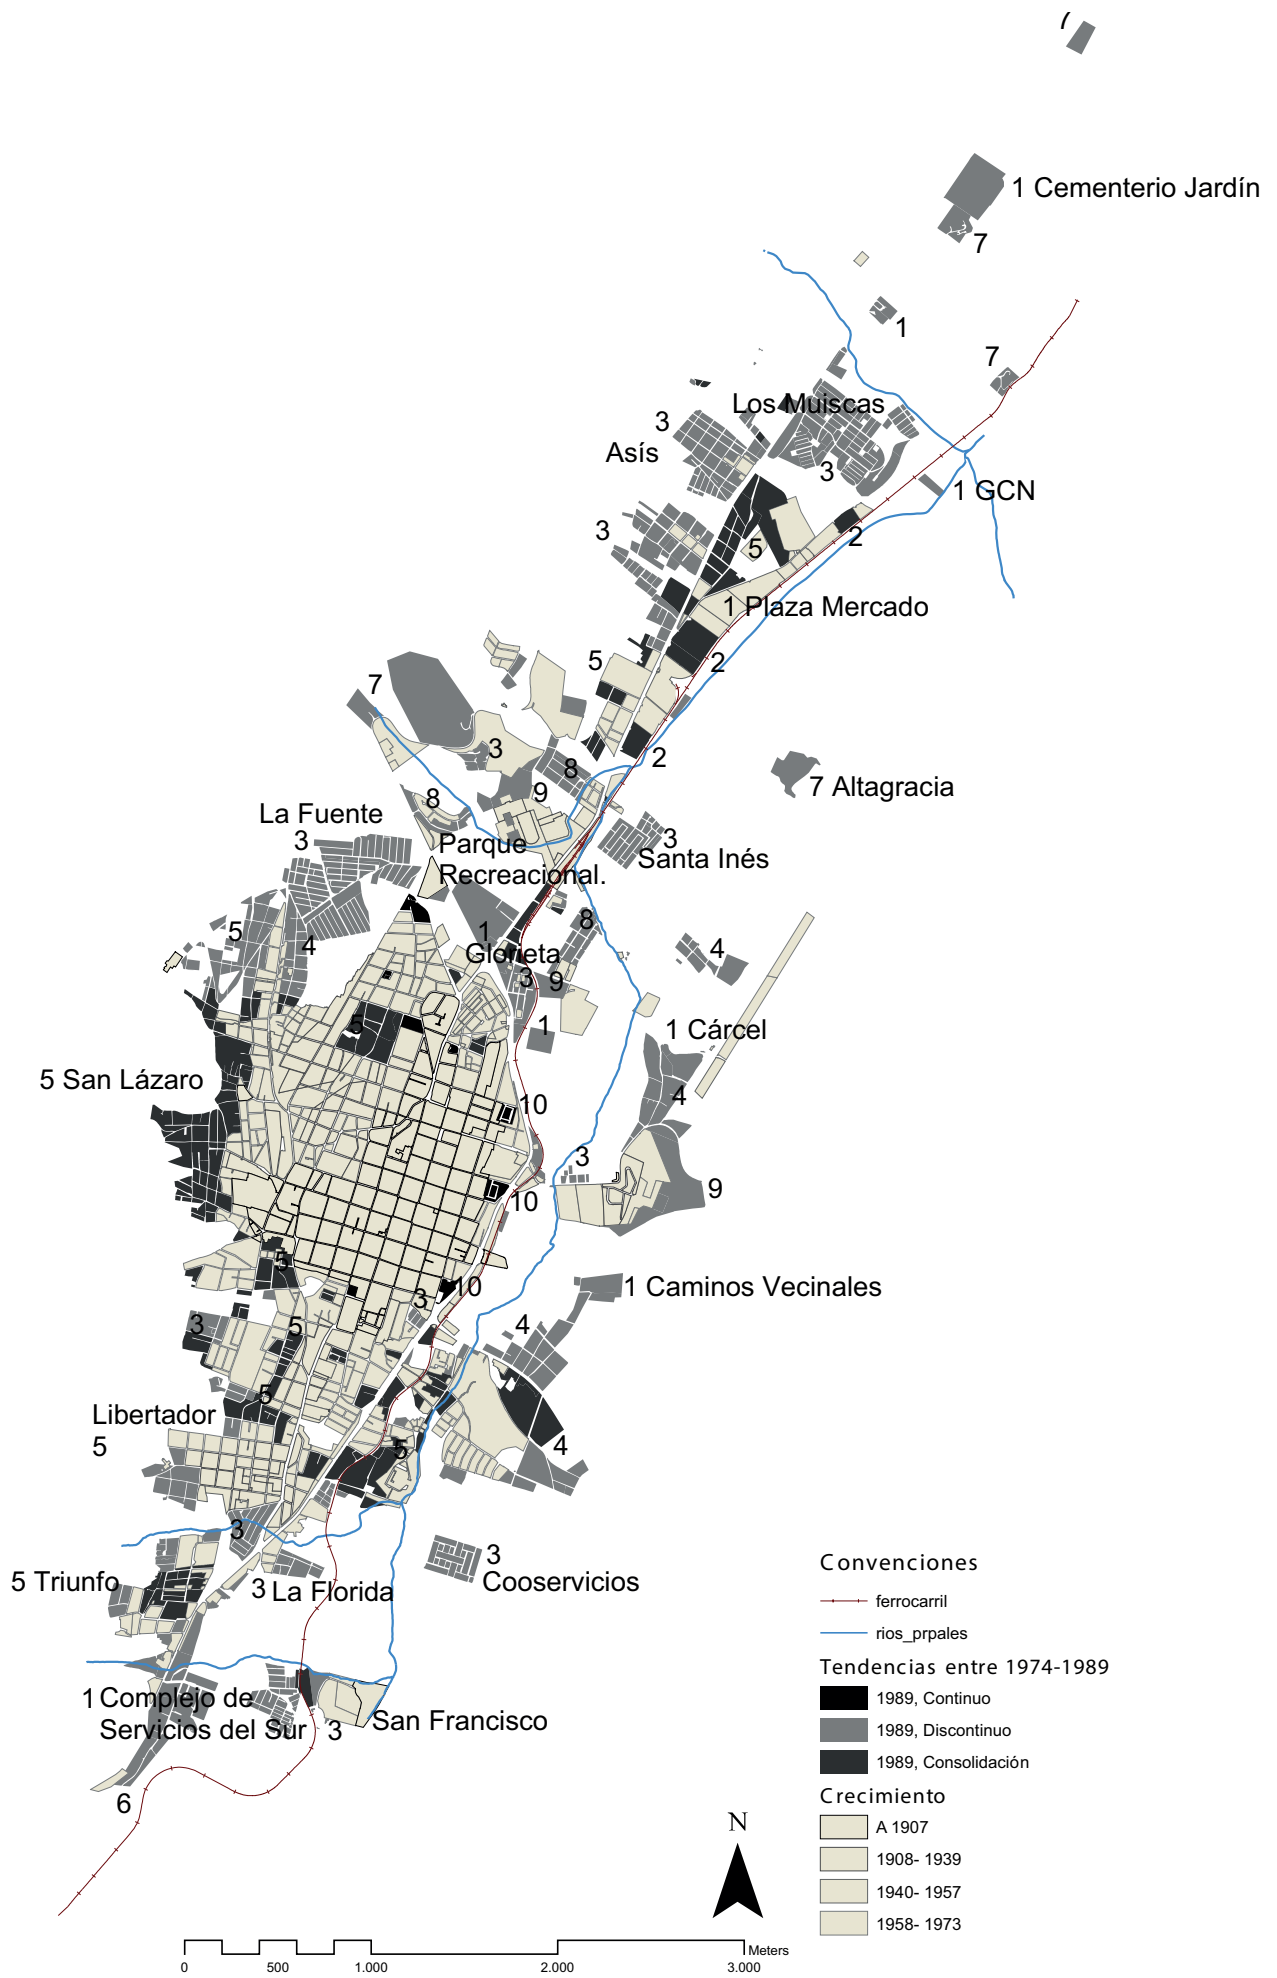 7
1 Cementerio Jardín
7
1
7
Los Muiscas
3
Asís
3
1 GCN
3
5
2
1 Plaza Mercado
5
2
7
3
2
8
7 Altagracia
9
8
La Fuente
3
Parque
Recreacional.
3
Santa Inés
5
4
1
8
Glorieta
4
3
9
5
1
1 Cárcel
5 San Lázaro
10
4
3
9
10
5
10
1 Caminos Vecinales
3
3
5
4
5
Libertador
5
5
4
3
3
Cooservicios
5 Triunfo
3 La Florida
1 Complejo de
Servicios del Sur
3
San Francisco
6
Convenciones
ferrocarril
rios_prpales
Tendencias entre 1974-1989
1989, Continuo
1989, Discontinuo
1989, Consolidación
Crecimiento
A 1907
1908- 1939
1940- 1957
1958- 1973
N
Meters
0 500 1.000 2.000 3.000